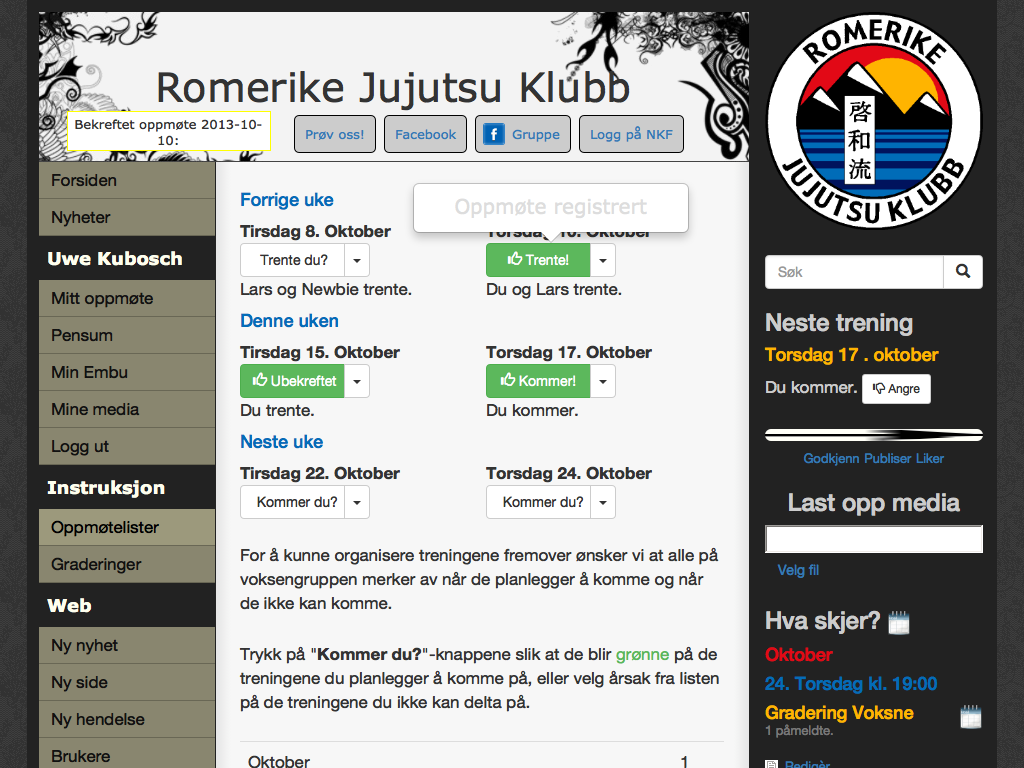 Romerike Jujutsu Klubb
Bekreftet oppmøte 2013-10-
10:
Prøv oss!
Facebook
f Gruppe
Logg på NKF
Forsiden
Nyheter
Uwe Kubosch
Mitt oppmøte
Pensum
Min Embu
Mine media
Logg ut
Instruksjon
Oppmøtelister
Graderinger
Web
Ny nyhet
Ny side
Ny hendelse
Brukere
Forrige uke
Oppmøte registrert
Tirsdag 8. Oktober
Torsdag 10. Oktober
Trente du?
Trente!
Lars og Newbie trente.
Du og Lars trente.
Denne uken
Tirsdag 15. Oktober
Torsdag 17. Oktober
Ubekreftet
Kommer!
Du trente.
Du kommer.
Neste uke
Tirsdag 22. Oktober
Torsdag 24. Oktober
Kommer du?
Kommer du?
For å kunne organisere treningene fremover ønsker vi at alle på
voksengruppen merker av når de planlegger å komme og når
de ikke kan komme.
Trykk på "Kommer du?"-knappene slik at de blir grønne på de
treningene du planlegger å komme på, eller velg årsak fra listen
på de treningene du ikke kan delta på.
Oktober 1
ROMERIKE
啓和流
JUJUTSU KLUBB
Søk
Neste trening
Torsdag 17 . oktober
Du kommer. Angre
Godkjenn Publiser Liker
Last opp media
Velg fil
Hva skjer?
Oktober
24. Torsdag kl. 19:00
Gradering Voksne
1 påmeldte.
Redigèr